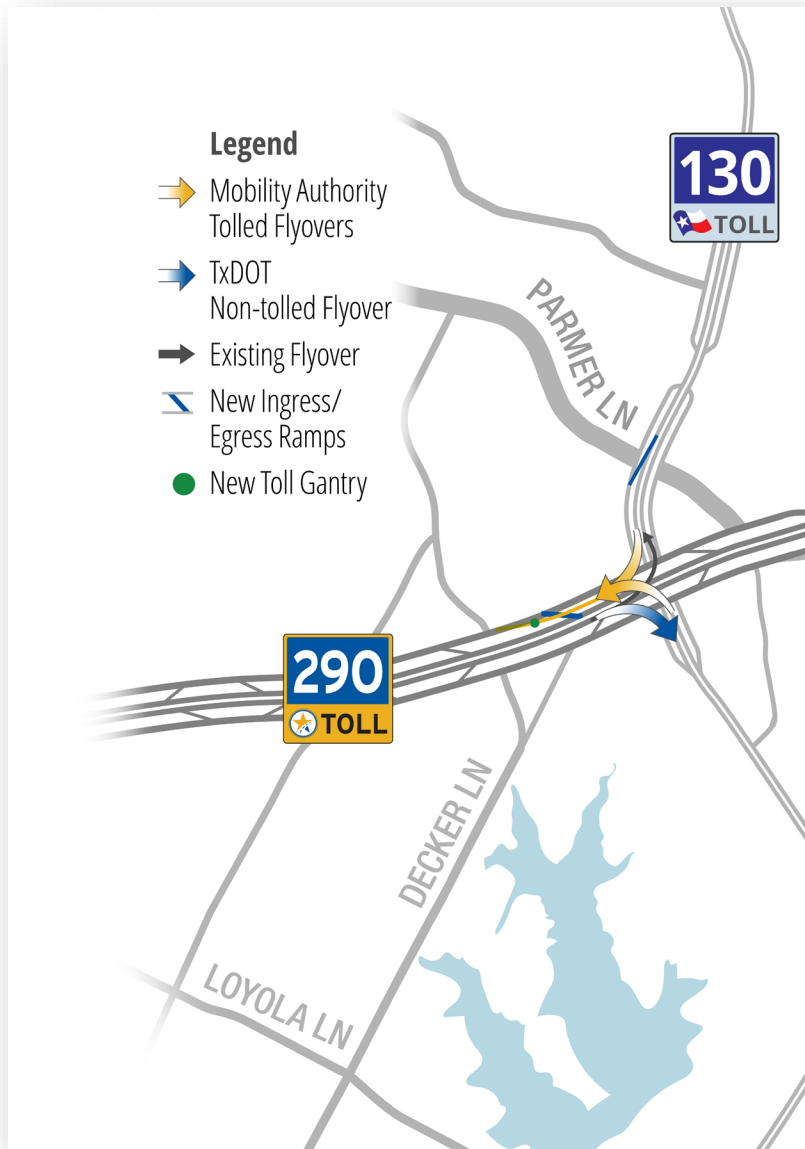 Legend
Mobility Authority
Tolled Flyovers
TxDOT
Non-tolled Flyover
Existing Flyover
New Ingress/
Egress Ramps
New Toll Gantry
130
TOLL
PARMER LN
290
TOLL
DECKER LN
LOYOLA LN